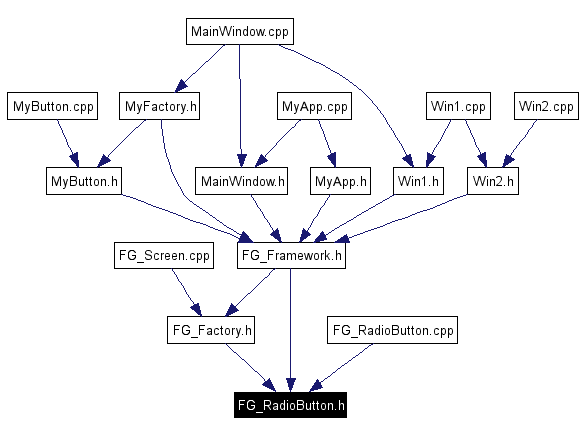 MainWindow.cpp
MyButton.cpp
MyFactory.h
MyApp.cpp
Win1.cpp
Win2.cpp
MyButton.h
MainWindow.h
MyApp.h
Win1.h
Win2.h
FG_Screen.cpp
FG_Framework.h
FG_Factory.h
FG_RadioButton.cpp
FG_RadioButton.h